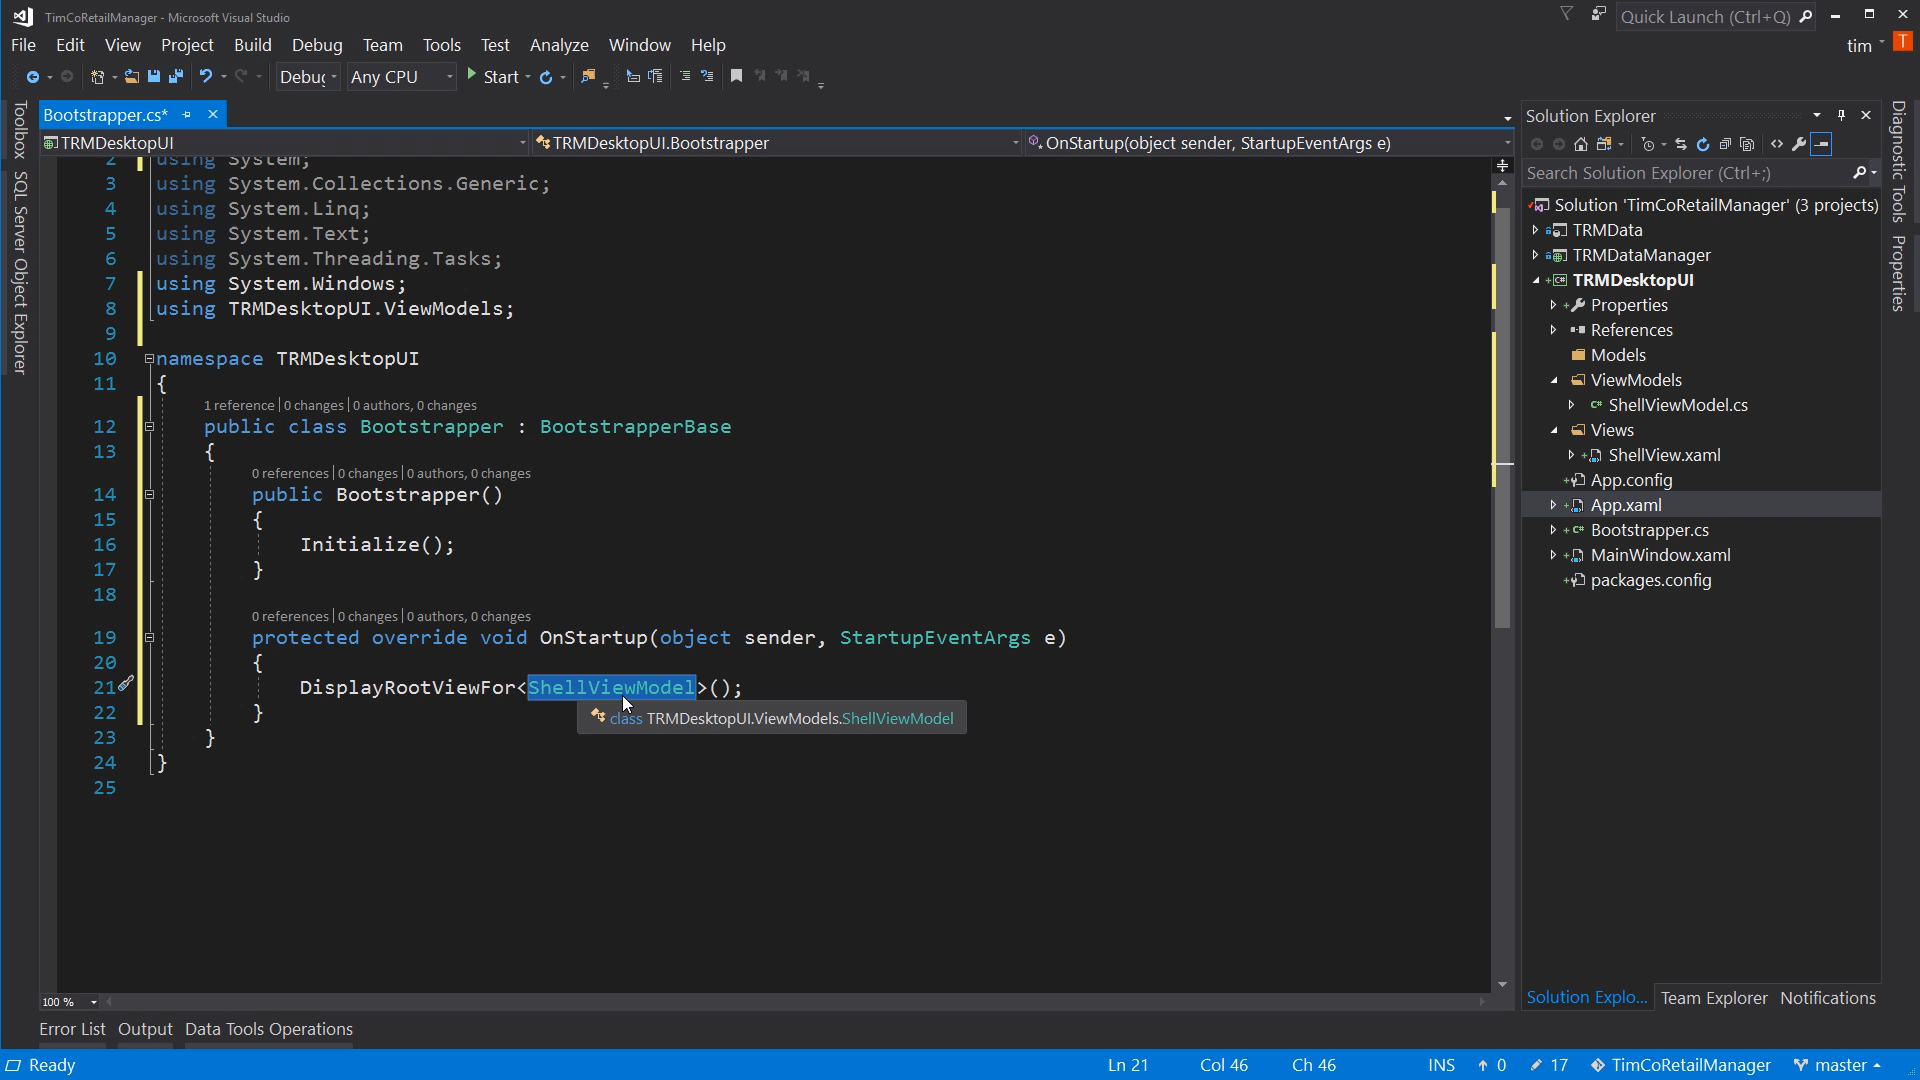 TimCoRetailManager - Microsoft Visual Studio
Quick Launch (Ctrl+Q)
File Edit View Project Build Debug Team Tools Test Analyze Window Help
tim T
Debug Any CPU Start
Toolbox
SQL Server Object Explorer
Bootstrapper.cs*
TRMDesktopUI TRMDesktopUI.Bootstrapper OnStartup(object sender, StartupEventArgs e)
2 using System;
3 using System.Collections.Generic;
4 using System.Linq;
5 using System.Text;
6 using System.Threading.Tasks;
7 using System.Windows;
8 using TRMDesktopUI.ViewModels;
9
10 namespace TRMDesktopUI
11 {
1 reference | 0 changes | 0 authors, 0 changes
12 public class Bootstrapper : BootstrapperBase
13 {
0 references | 0 changes | 0 authors, 0 changes
14 public Bootstrapper()
15 {
16 Initialize();
17 }
18
0 references | 0 changes | 0 authors, 0 changes
19 protected override void OnStartup(object sender, StartupEventArgs e)
20 {
21 DisplayRootViewFor<ShellViewModel>();
22 }
class TRMDesktopUI.ViewModels.ShellViewModel
23 }
24 }
25
100 %
Solution Explorer
Search Solution Explorer (Ctrl+;)
Solution 'TimCoRetailManager' (3 projects)
TRMData
TRMDataManager
TRMDesktopUI
Properties
References
Models
ViewModels
ShellViewModel.cs
Views
ShellView.xaml
App.config
App.xaml
Bootstrapper.cs
MainWindow.xaml
packages.config
Solution Explo... Team Explorer Notifications
Diagnostic Tools
Properties
Error List Output Data Tools Operations
Ready Ln 21 Col 46 Ch 46 INS 0 17 TimCoRetailManager master